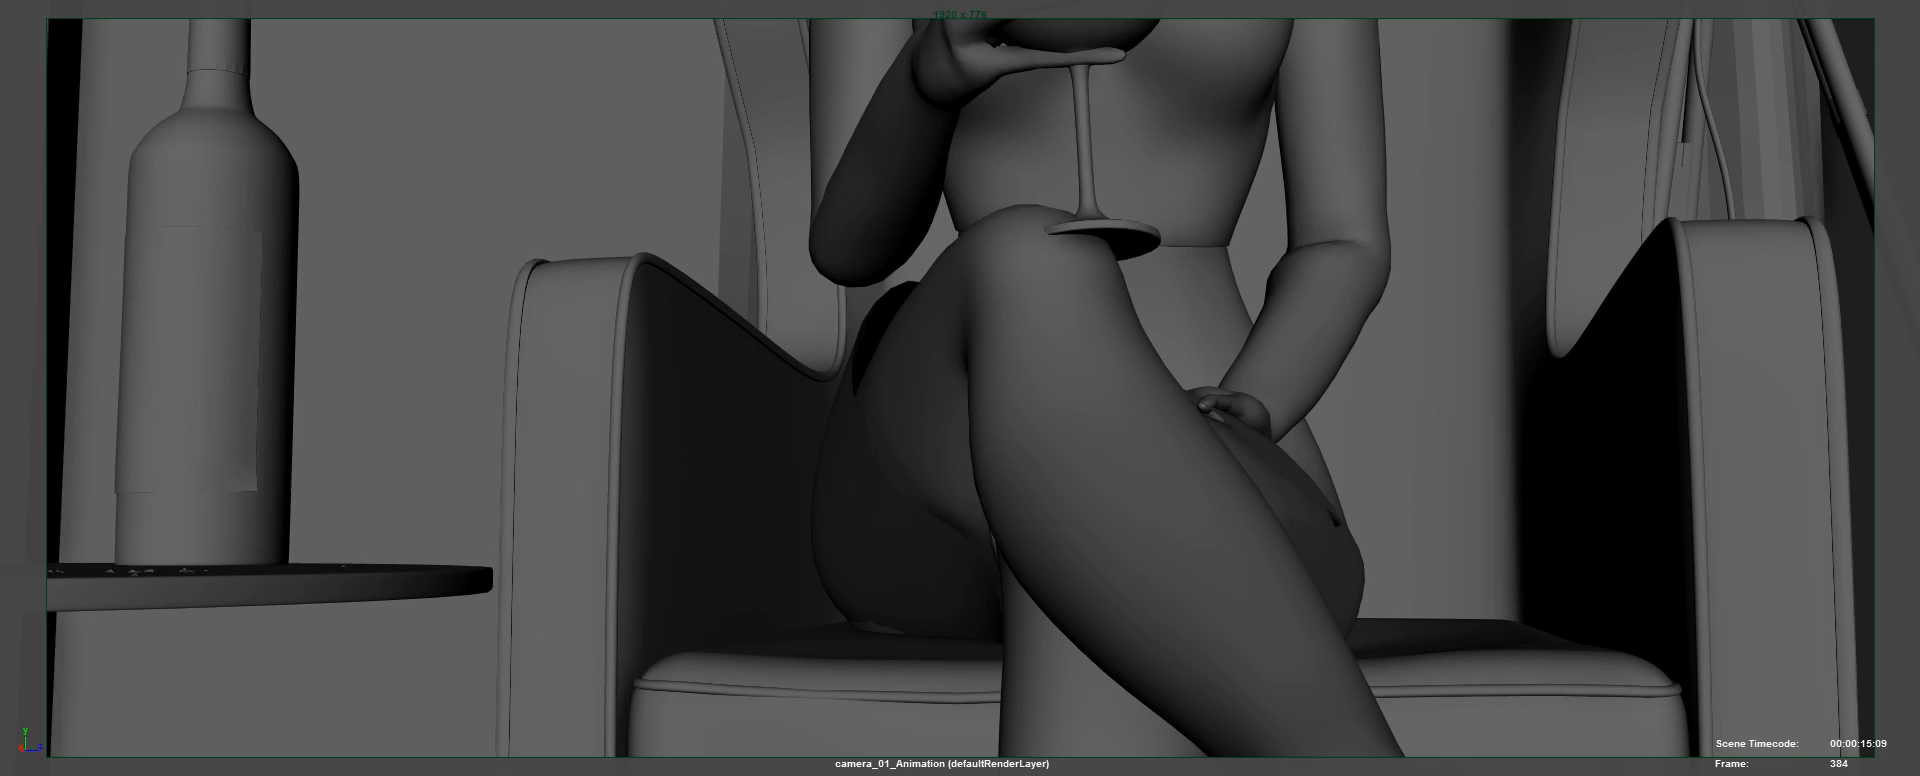 1920 x 776
y
z
Scene Timecode: 00:00:15:09
camera_01_Animation (defaultRenderLayer)
Frame: 384